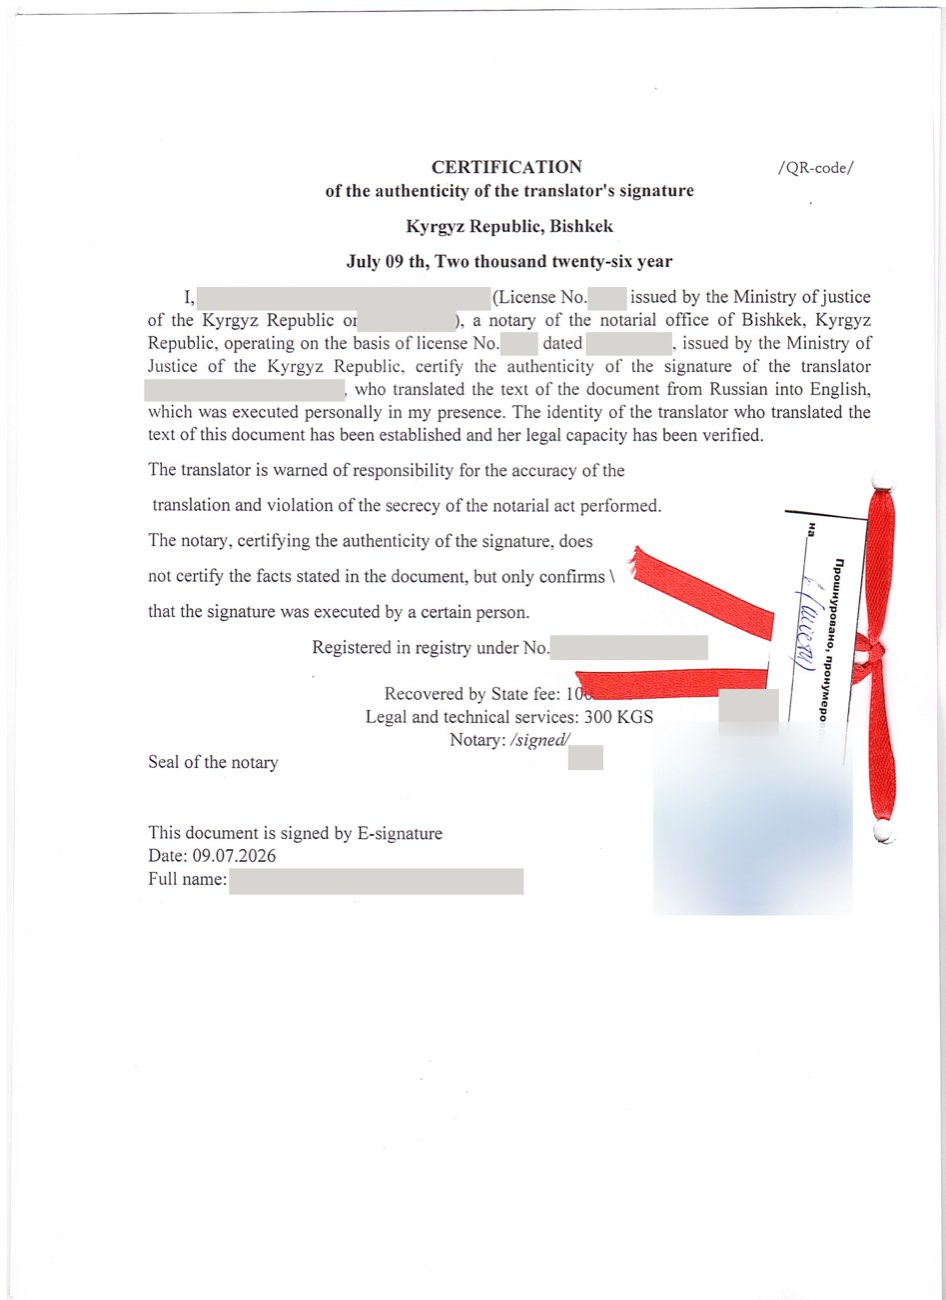 CERTIFICATION
/QR-code/
of the authenticity of the translator's signature
Kyrgyz Republic, Bishkek
July 09 th, Two thousand twenty-six year
I, (License No. issued by the Ministry of justice
of the Kyrgyz Republic or ), a notary of the notarial office of Bishkek, Kyrgyz
Republic, operating on the basis of license No. dated , issued by the Ministry of
Justice of the Kyrgyz Republic, certify the authenticity of the signature of the translator
, who translated the text of the document from Russian into English,
which was executed personally in my presence. The identity of the translator who translated the
text of this document has been established and her legal capacity has been verified.
The translator is warned of responsibility for the accuracy of the
translation and violation of the secrecy of the notarial act performed.
The notary, certifying the authenticity of the signature, does
not certify the facts stated in the document, but only confirms \
that the signature was executed by a certain person.
Registered in registry under No.
Recovered by State fee:
Legal and technical services: 300 KGS
Notary: /signed/
Seal of the notary
This document is signed by E-signature
Date: 09.07.2026
Full name:
Прошнуровано, пронумеро
на